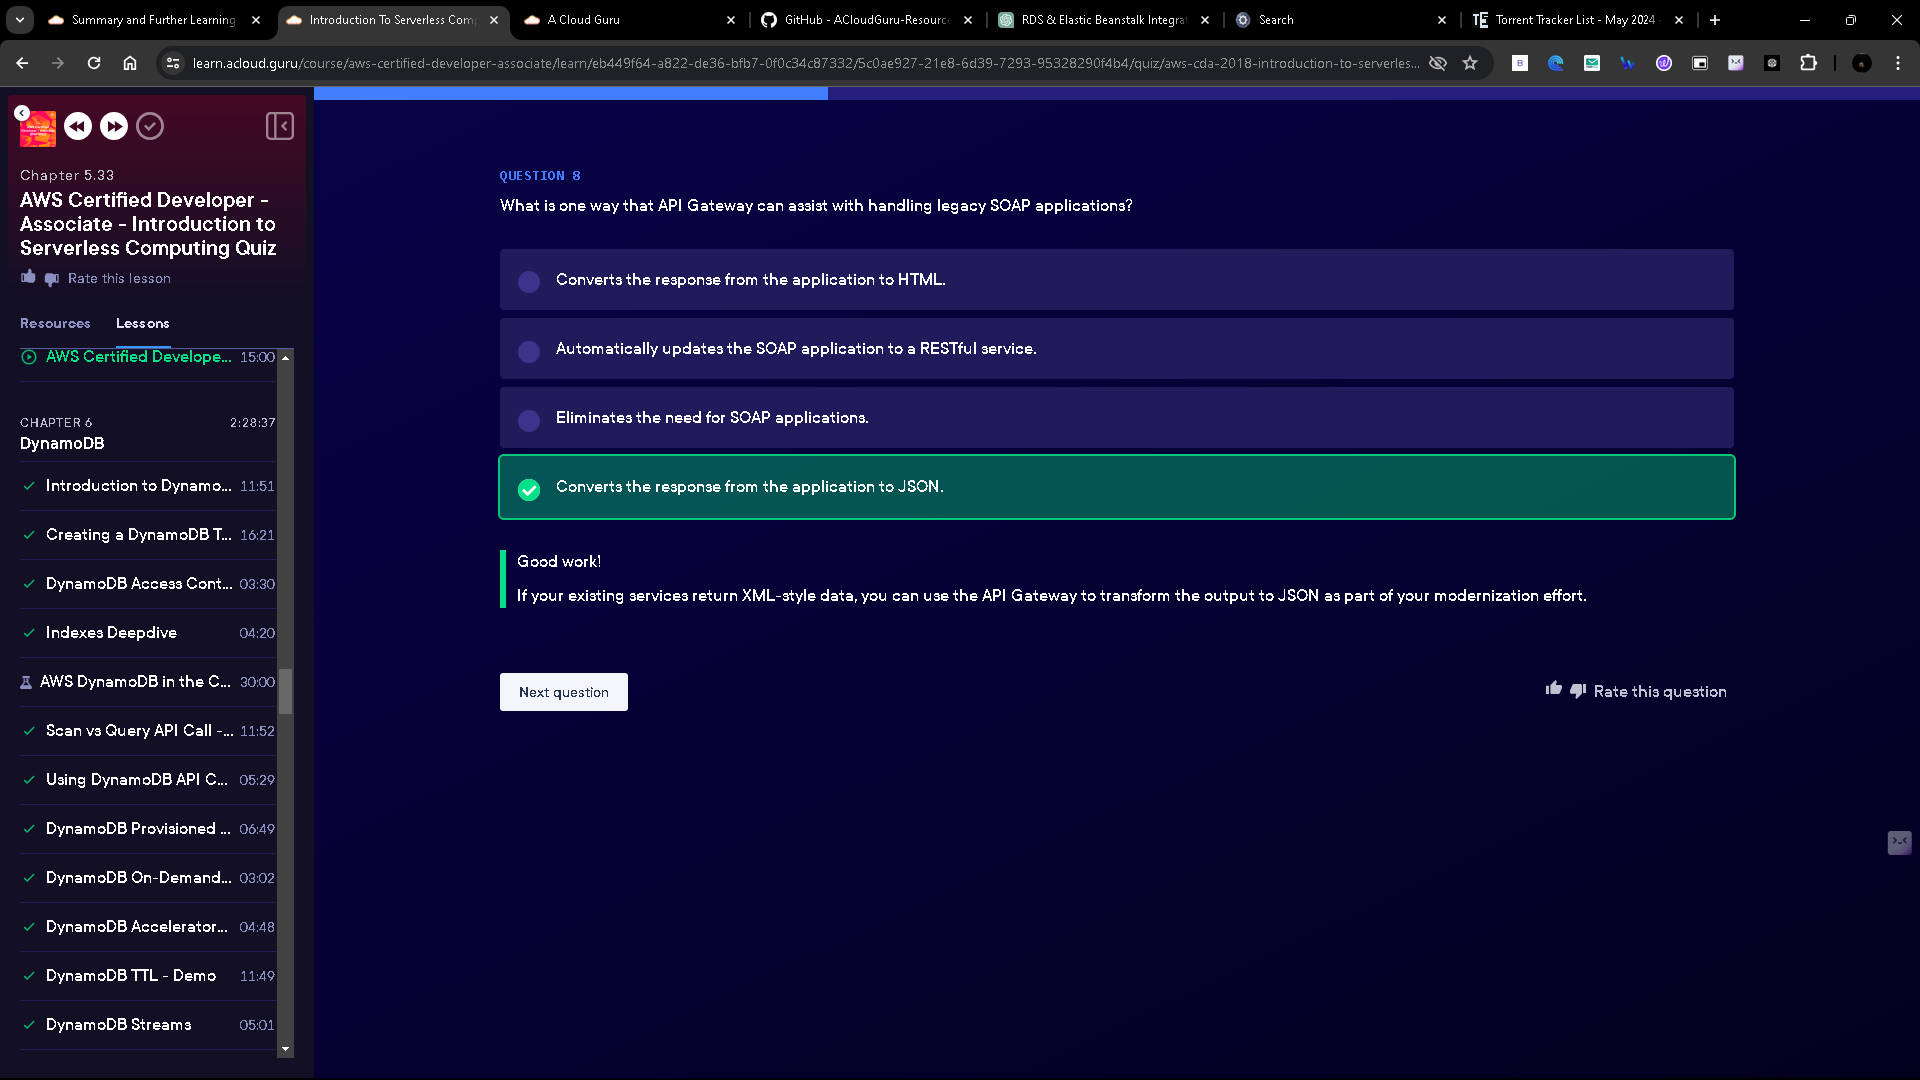 Summary and Further Learning
Introduction To Serverless Comp
A Cloud Guru
GitHub - ACloudGuru-Resource
RDS & Elastic Beanstalk Integrat
Search
Torrent Tracker List - May 2024 -
learn.acloud.guru/course/aws-certified-developer-associate/learn/eb449f64-a822-de36-bfb7-0f0c34c87332/5c0ae927-21e8-6d39-7293-95328290f4b4/quiz/aws-cda-2018-introduction-to-serverles...
Chapter 5.33
AWS Certified Developer -
Associate - Introduction to
Serverless Computing Quiz
Rate this lesson
Resources
Lessons
AWS Certified Develope... 15:00
CHAPTER 6 2:28:37
DynamoDB
Introduction to Dynamo... 11:51
Creating a DynamoDB T... 16:21
DynamoDB Access Cont... 03:30
Indexes Deepdive 04:20
AWS DynamoDB in the C... 30:00
Scan vs Query API Call -... 11:52
Using DynamoDB API C... 05:29
DynamoDB Provisioned ... 06:49
DynamoDB On-Demand... 03:02
DynamoDB Accelerator... 04:48
DynamoDB TTL - Demo 11:49
DynamoDB Streams 05:01
QUESTION 8
What is one way that API Gateway can assist with handling legacy SOAP applications?
Converts the response from the application to HTML.
Automatically updates the SOAP application to a RESTful service.
Eliminates the need for SOAP applications.
Converts the response from the application to JSON.
Good work!
If your existing services return XML-style data, you can use the API Gateway to transform the output to JSON as part of your modernization effort.
Next question
Rate this question